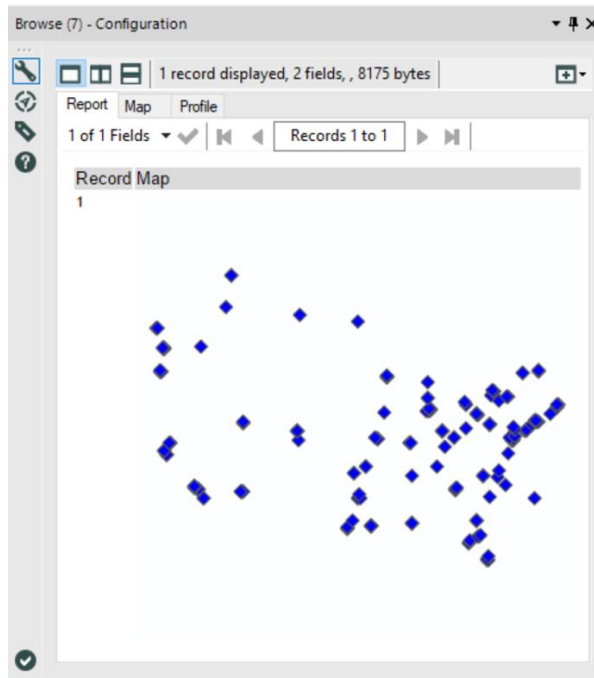 Browse (7) - Configuration
1 record displayed, 2 fields, , 8175 bytes
Report Map Profile
1 of 1 Fields Records 1 to 1
Record Map
1